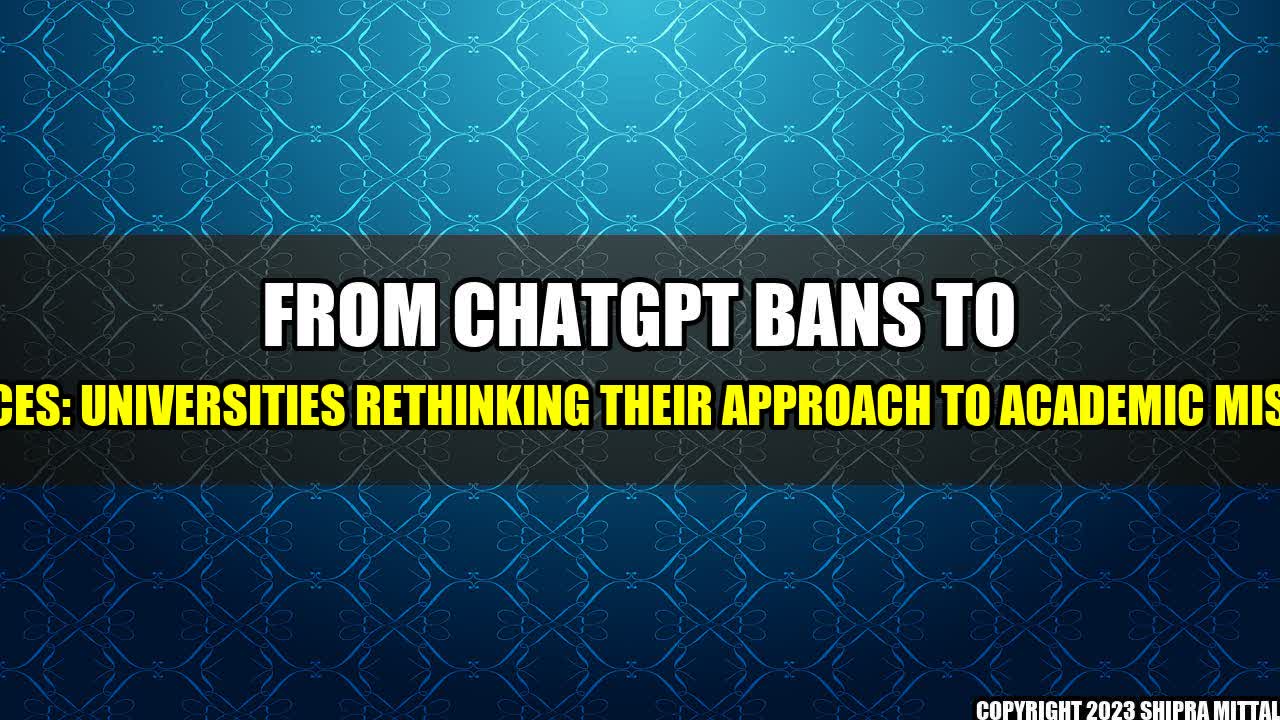 FROM CHATGPT BANS TO
CES: UNIVERSITIES RETHINKING THEIR APPROACH TO ACADEMIC MIS
COPYRIGHT 2023 SHIPRA MITTAL